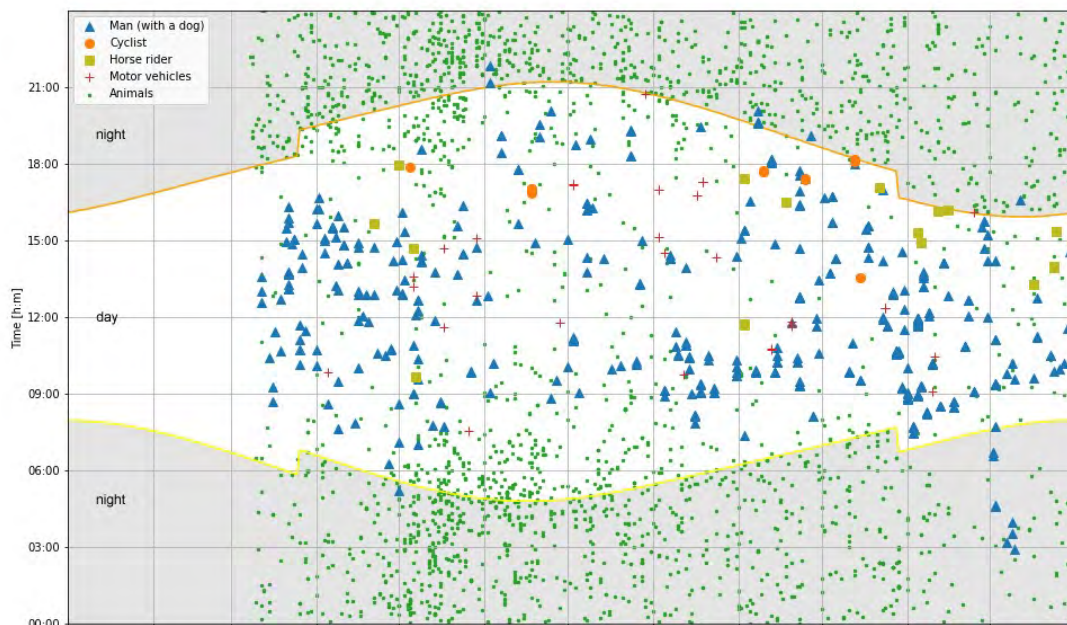 Man (with a dog)
Cyclist
Horse rider
Motor vehicles
Animals
21:00
night
18:00
15:00
Time [h:m]
12:00
day
09:00
06:00
night
03:00
00:00